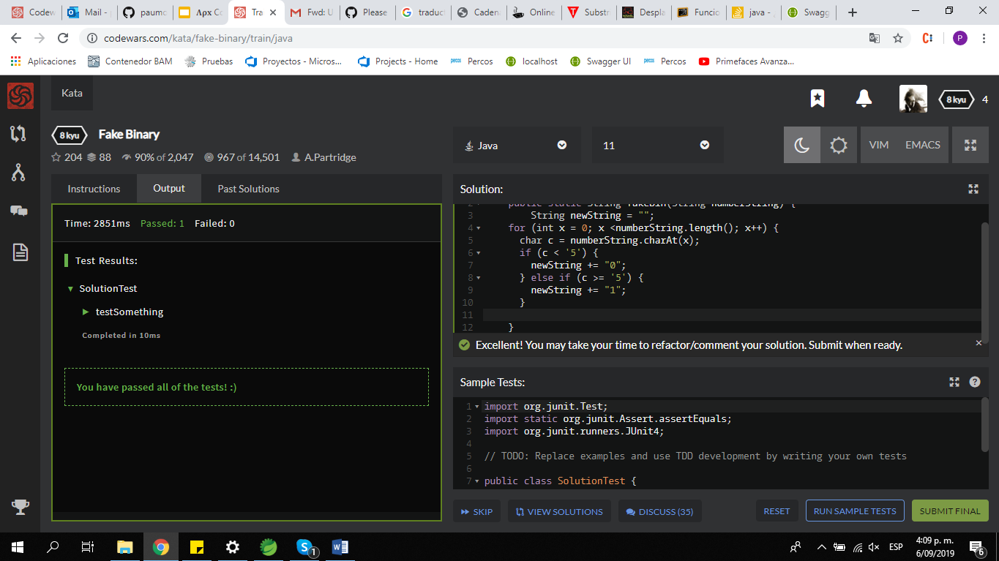 Codew
Mail -
paumo
Apx Co
Tra
Fwd: U
Please
traduc
Caden
Online
Substr
Despla
Funcio
java -
Swagg
codewars.com/kata/fake-binary/train/java
P
Aplicaciones
Contenedor BAM
Pruebas
Proyectos - Micros...
Projects - Home
percos
Percos
localhost
Swagger UI
percos
Percos
Primefaces Avanza...
Kata
8 kyu
4
8 kyu
Fake Binary
204 88 90% of 2,047 967 of 14,501 A.Partridge
Java
11
VIM
EMACS
Instructions
Output
Past Solutions
Time: 2851ms Passed: 1 Failed: 0
Test Results:
SolutionTest
testSomething
Completed in 10ms
You have passed all of the tests! :)
Solution:
2 public static String fakeBin(String numberString) {
3 String newString = "";
4 for (int x = 0; x <numberString.length(); x++) {
5 char c = numberString.charAt(x);
6 if (c < '5') {
7 newString += "0";
8 } else if (c >= '5') {
9 newString += "1";
10 }
11
12 }
Excellent! You may take your time to refactor/comment your solution. Submit when ready.
Sample Tests:
1 import org.junit.Test;
2 import static org.junit.Assert.assertEquals;
3 import org.junit.runners.JUnit4;
4
5 // TODO: Replace examples and use TDD development by writing your own tests
6
7 public class SolutionTest {
SKIP
VIEW SOLUTIONS
DISCUSS (35)
RESET
RUN SAMPLE TESTS
SUBMIT FINAL
1
ESP
4:09 p. m.
6/09/2019
6